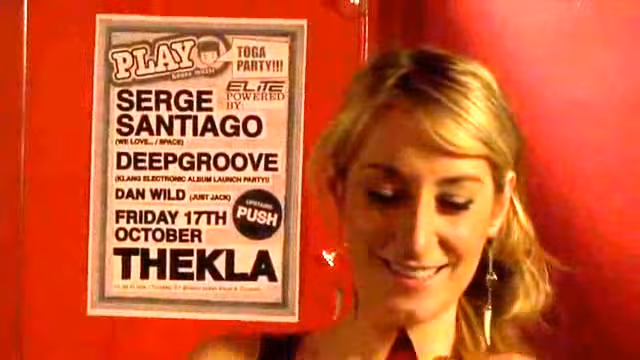 PLAY
TOGA
PARTY!!!
ELITE
POWERED
BY:
SERGE
SANTIAGO
(WE LOVE... / SPACE)
DEEPGROOVE
(KLANG ELECTRONIC ALBUM LAUNCH PARTY!)
DAN WILD (JUST JACK)
FRIDAY 17TH
OCTOBER
UPSTAIRS
PUSH
THEKLA